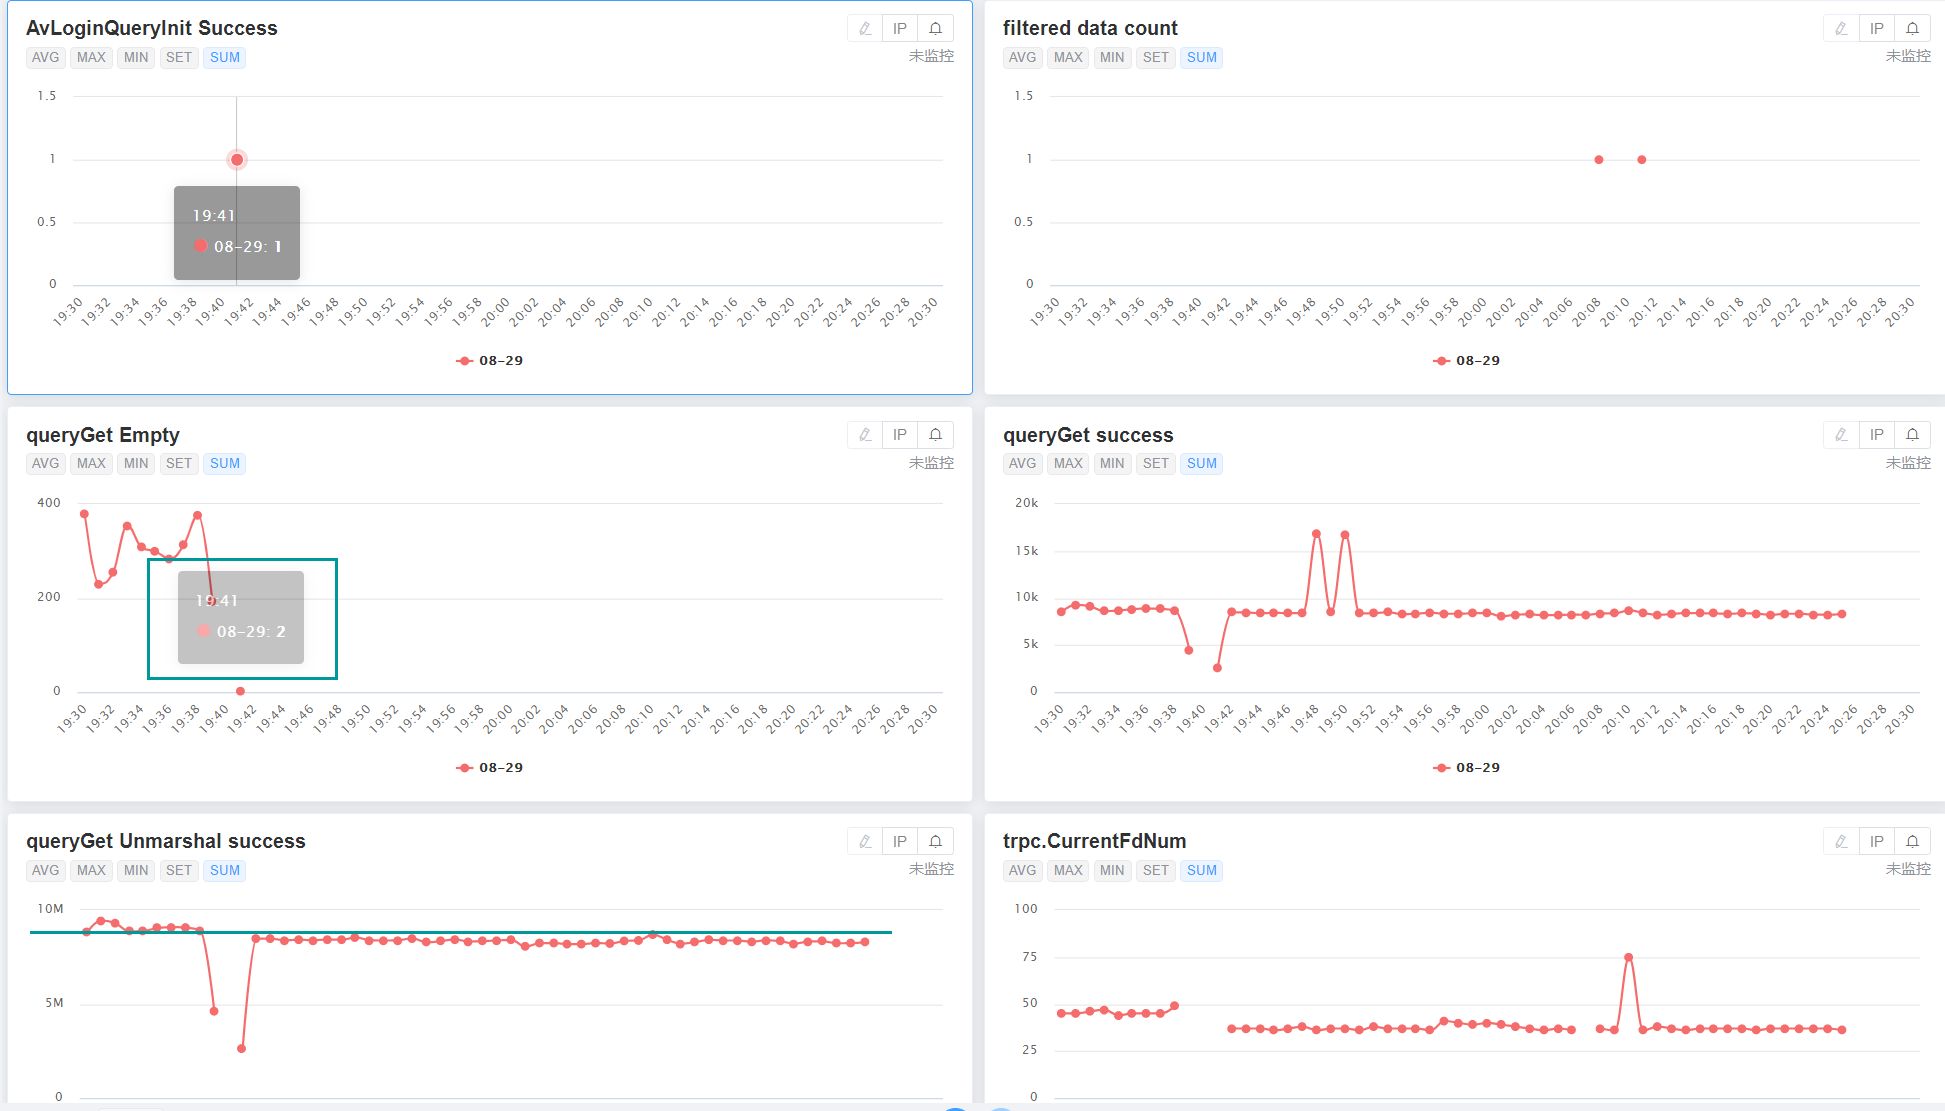 AvLoginQueryInit Success
IP
AVG MAX MIN SET SUM
未监控
1.5
1
0.5
0
19:41
08-29: 1
19:30 19:32 19:34 19:36 19:38 19:40 19:42 19:44 19:46 19:48 19:50 19:52 19:54 19:56 19:58 20:00 20:02 20:04 20:06 20:08 20:10 20:12 20:14 20:16 20:18 20:20 20:22 20:24 20:26 20:28 20:30
08-29
filtered data count
IP
AVG MAX MIN SET SUM
未监控
1.5
1
0.5
0
19:30 19:32 19:34 19:36 19:38 19:40 19:42 19:44 19:46 19:48 19:50 19:52 19:54 19:56 19:58 20:00 20:02 20:04 20:06 20:08 20:10 20:12 20:14 20:16 20:18 20:20 20:22 20:24 20:26 20:28 20:30
08-29
queryGet Empty
IP
AVG MAX MIN SET SUM
未监控
400
200
0
19:41
08-29: 2
19:30 19:32 19:34 19:36 19:38 19:40 19:42 19:44 19:46 19:48 19:50 19:52 19:54 19:56 19:58 20:00 20:02 20:04 20:06 20:08 20:10 20:12 20:14 20:16 20:18 20:20 20:22 20:24 20:26 20:28 20:30
08-29
queryGet success
IP
AVG MAX MIN SET SUM
未监控
20k
15k
10k
5k
0
19:30 19:32 19:34 19:36 19:38 19:40 19:42 19:44 19:46 19:48 19:50 19:52 19:54 19:56 19:58 20:00 20:02 20:04 20:06 20:08 20:10 20:12 20:14 20:16 20:18 20:20 20:22 20:24 20:26 20:28 20:30
08-29
queryGet Unmarshal success
IP
AVG MAX MIN SET SUM
未监控
10M
5M
0
trpc.CurrentFdNum
IP
AVG MAX MIN SET SUM
未监控
100
75
50
25
0